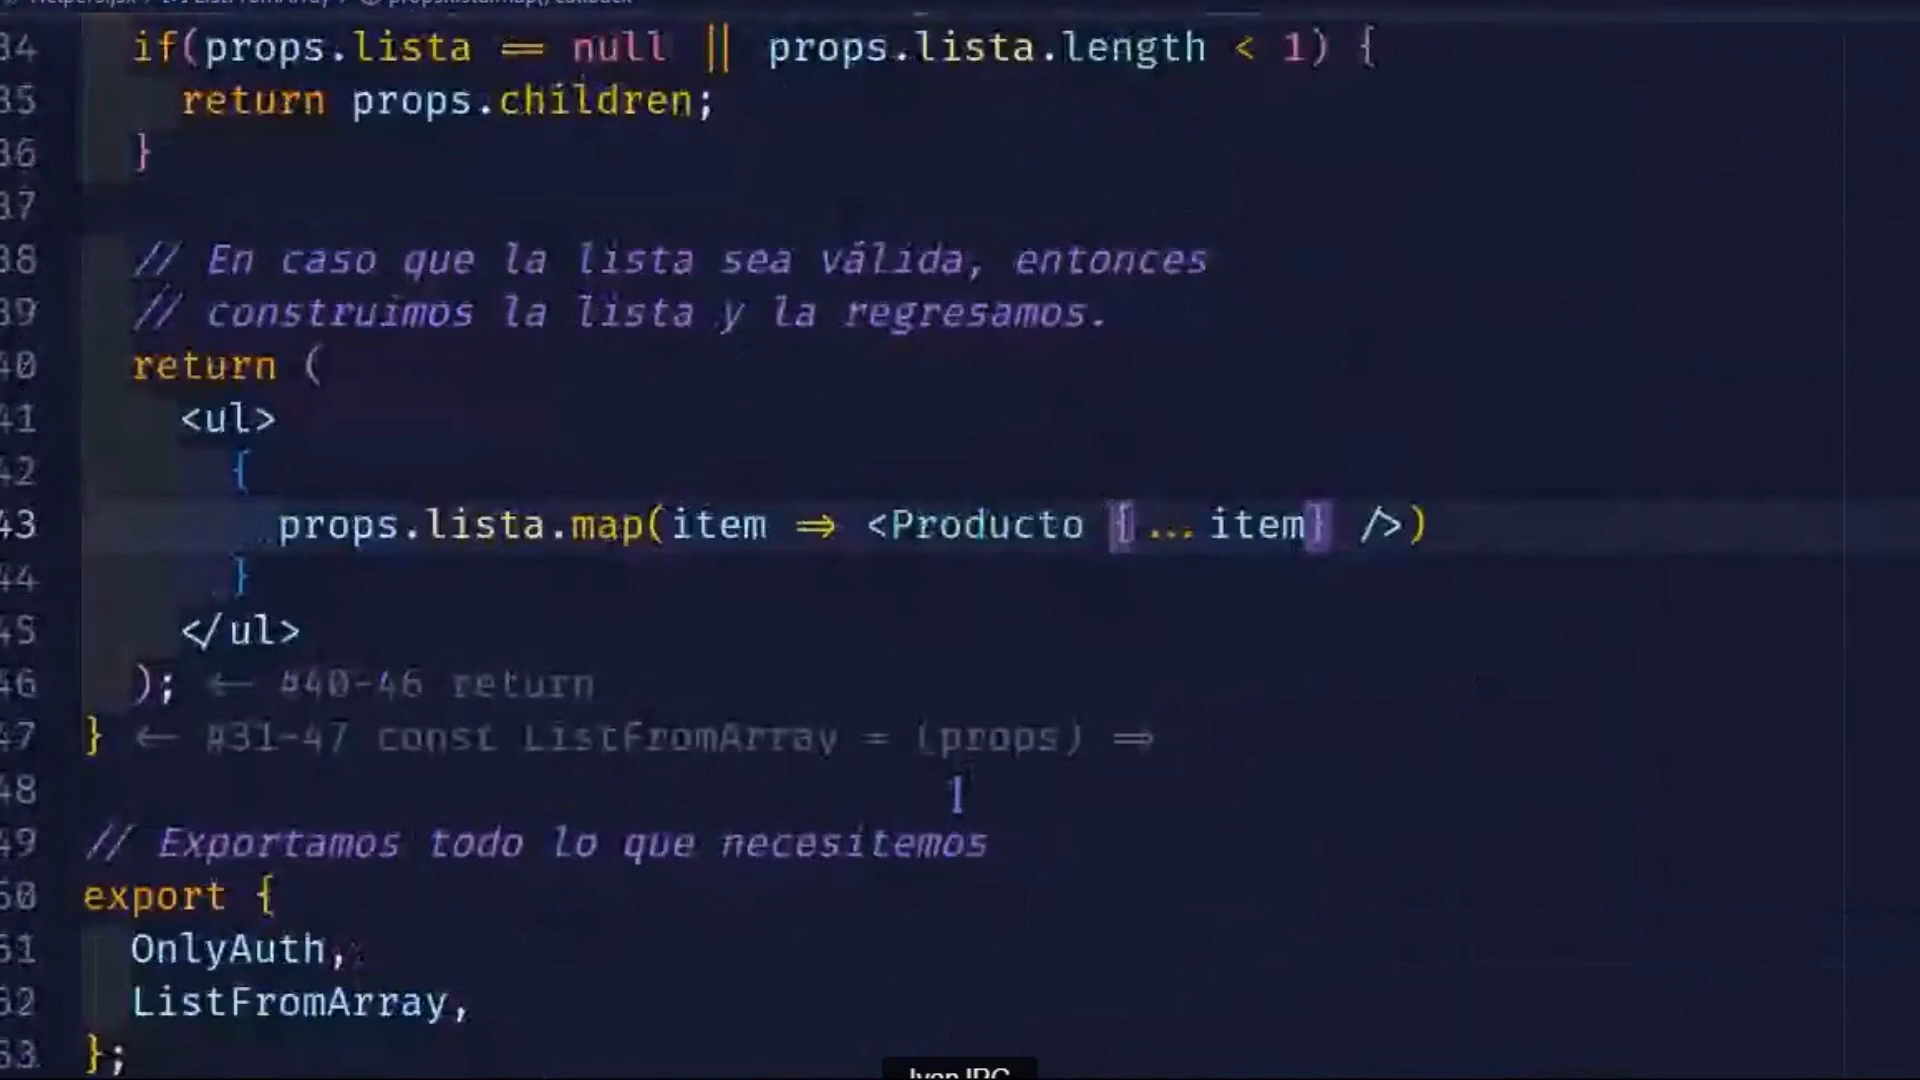 34 if(props.lista == null || props.lista.length < 1) {
35 return props.children;
36 }
37
38 // En caso que la lista sea válida, entonces
39 // construimos la lista y la regresamos.
40 return (
41 <ul>
42 {
43 props.lista.map(item => <Producto {...item} />)
44 }
45 </ul>
46 ); <— #40-46 return
47 } <— #31-47 const ListFromArray = (props) =>
48
49 // Exportamos todo lo que necesitemos
50 export {
51 OnlyAuth,
52 ListFromArray,
53 };